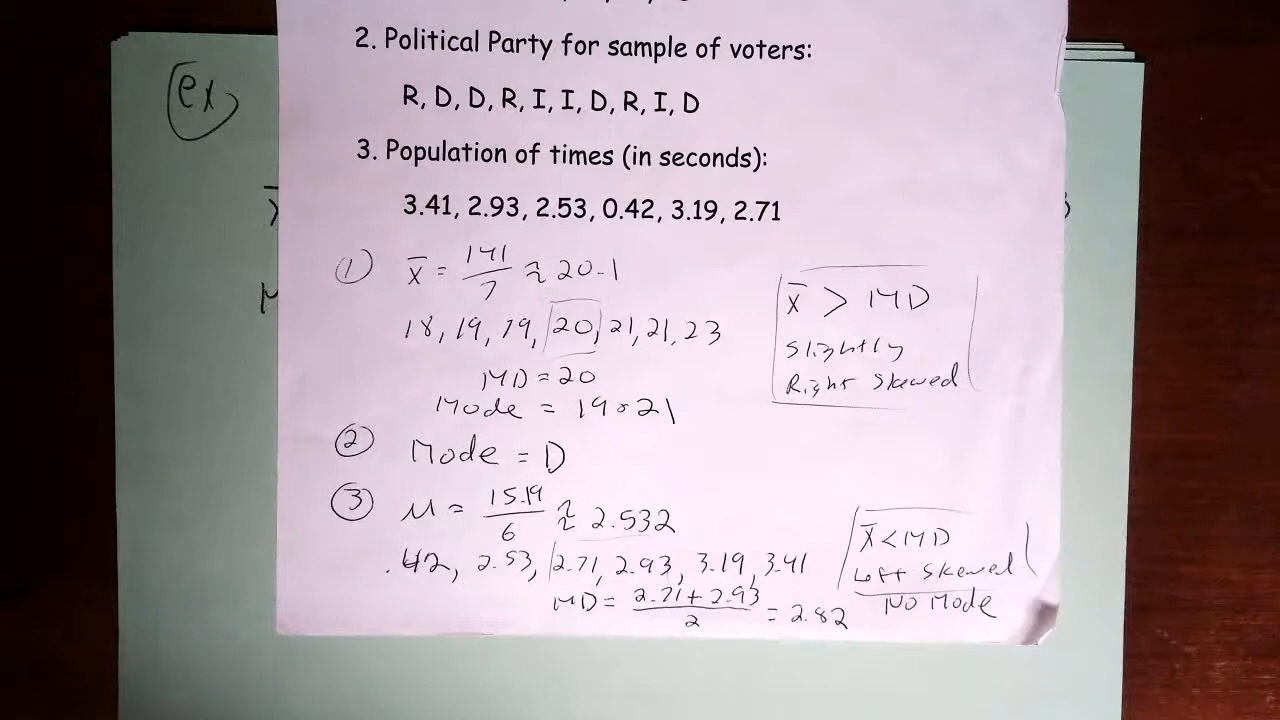 ex
2. Political Party for sample of voters:
R, D, D, R, I, I, D, R, I, D
3. Population of times (in seconds):
3.41, 2.93, 2.53, 0.42, 3.19, 2.71
① x̄ = 141/7 ≈ 20.1
18, 19, 19, 20, 21, 21, 23
MD = 20
Mode = 19 & 21
x̄ > MD
Slightly
Right Skewed
② Mode = D
③ μ = 15.19/6 ≈ 2.532
.42, 2.53, 2.71, 2.93, 3.19, 3.41
MD = 2.71 + 2.93/2 = 2.82
x̄ < MD
Left Skewed
No Mode